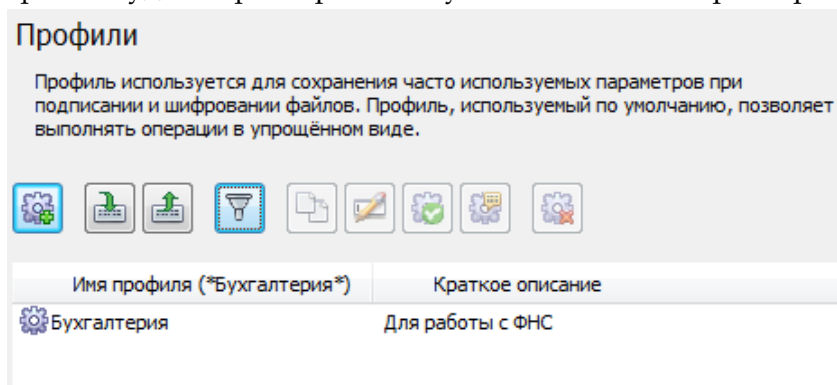 Профили
Профиль используется для сохранения часто используемых параметров при
подписании и шифровании файлов. Профиль, используемый по умолчанию, позволяет
выполнять операции в упрощённом виде.
Имя профиля (*Бухгалтерия*) Краткое описание
Бухгалтерия Для работы с ФНС